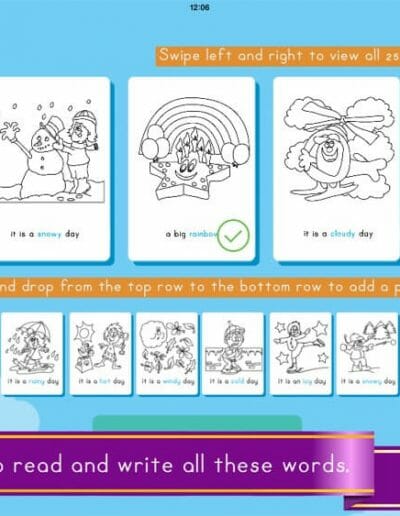 12:06
Swipe left and right to view all 25
it is a snowy day
a big rainbow
it is a cloudy day
nd drop from the top row to the bottom row to add a p
it is a rainy day
it is a hot day
it is a windy day
it is a cold day
it is an icy day
it is a snowy day
o read and write all these words.